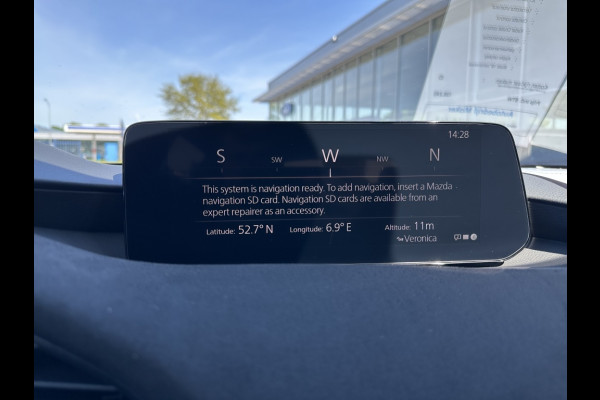 14:28
S SW W NW N
This system is navigation ready. To add navigation, insert a Mazda
navigation SD card. Navigation SD cards are available from an
expert repairer as an accessory.
Latitude: 52.7° N Longitude: 6.9° E Altitude: 11m
Veronica